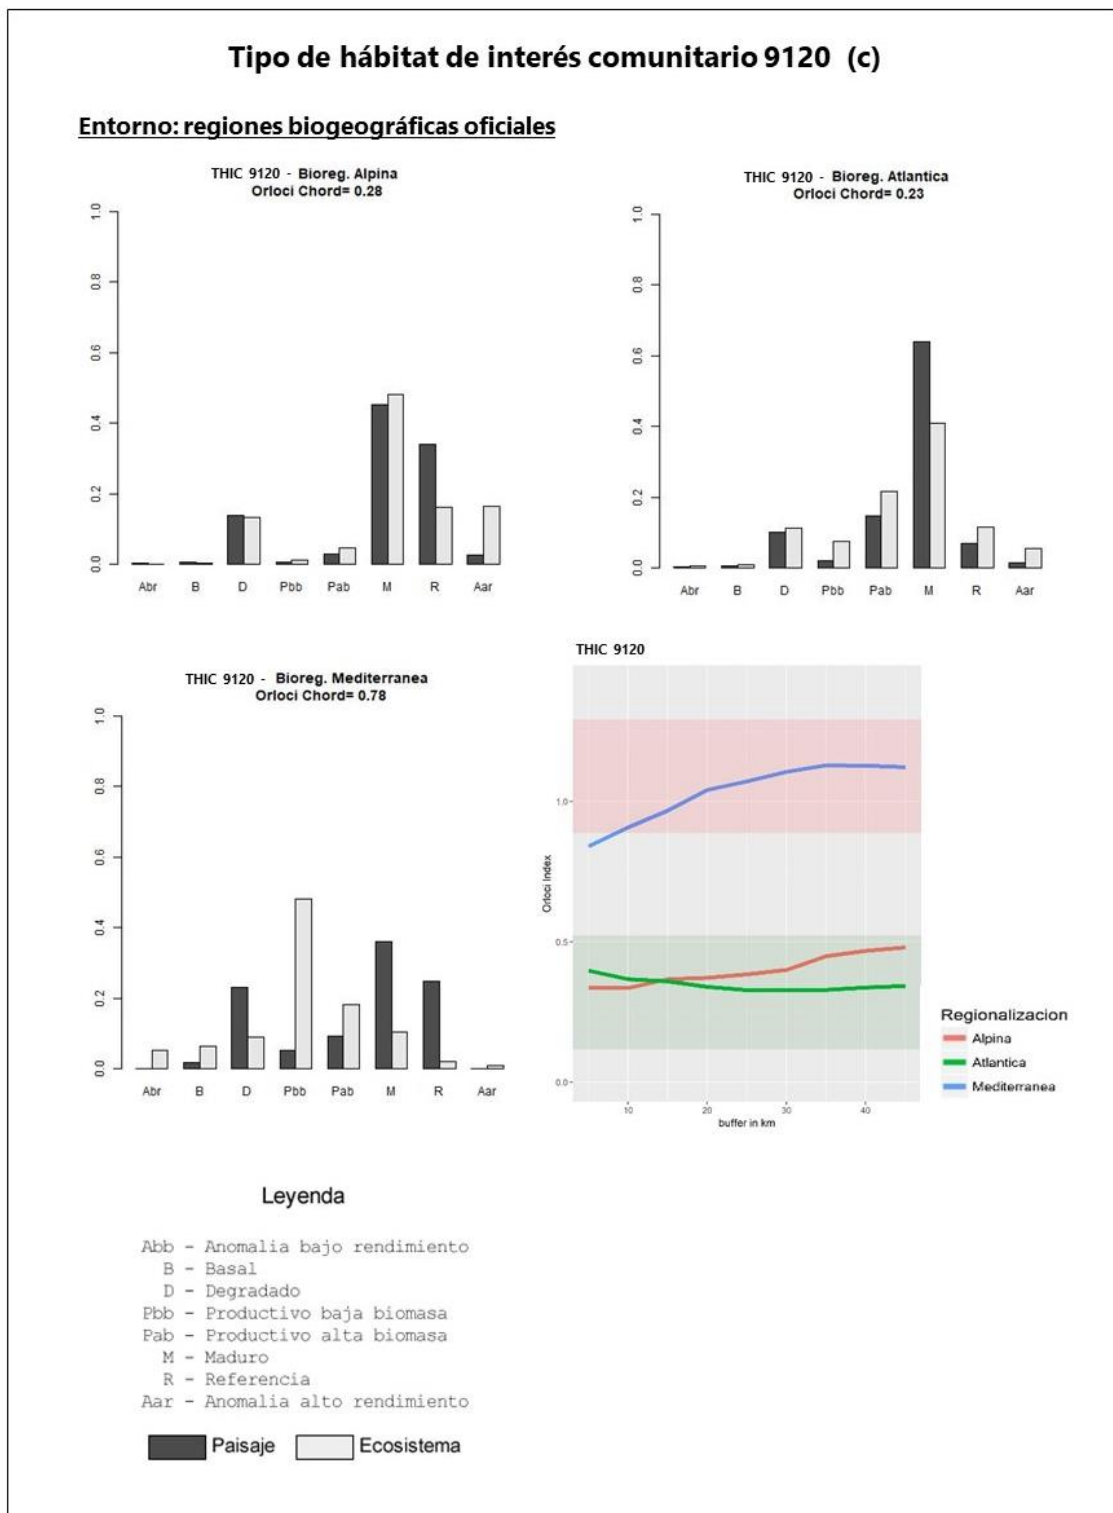 Tipo de hábitat de interés comunitario 9120 (c)
Entorno: regiones biogeográficas oficiales
THIC 9120 - Bioreg. Alpina
Orloci Chord= 0.28
1.0
0.8
0.6
0.4
0.2
0.0
Abr B D Pbb Pab M R Aar
THIC 9120 - Bioreg. Atlantica
Orloci Chord= 0.23
1.0
0.8
0.6
0.4
0.2
0.0
Abr B D Pbb Pab M R Aar
THIC 9120 - Bioreg. Mediterranea
Orloci Chord= 0.78
1.0
0.8
0.6
0.4
0.2
0.0
Abr B D Pbb Pab M R Aar
THIC 9120
Orloci Index
1.0
0.5
0.0
10 20 30 40
buffer in km
Regionalizacion
Alpina
Atlantica
Mediterranea
Leyenda
Abb - Anomalia bajo rendimiento
B - Basal
D - Degradado
Pbb - Productivo baja biomasa
Pab - Productivo alta biomasa
M - Maduro
R - Referencia
Aar - Anomalia alto rendimiento
Paisaje Ecosistema